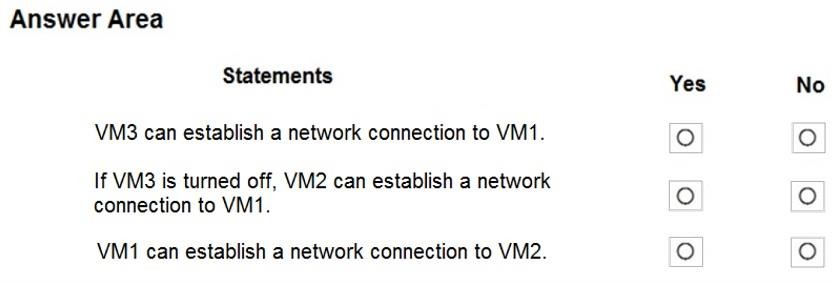 Answer Area
Statements
Yes
No
VM3 can establish a network connection to VM1.
If VM3 is turned off, VM2 can establish a network
connection to VM1.
VM1 can establish a network connection to VM2.